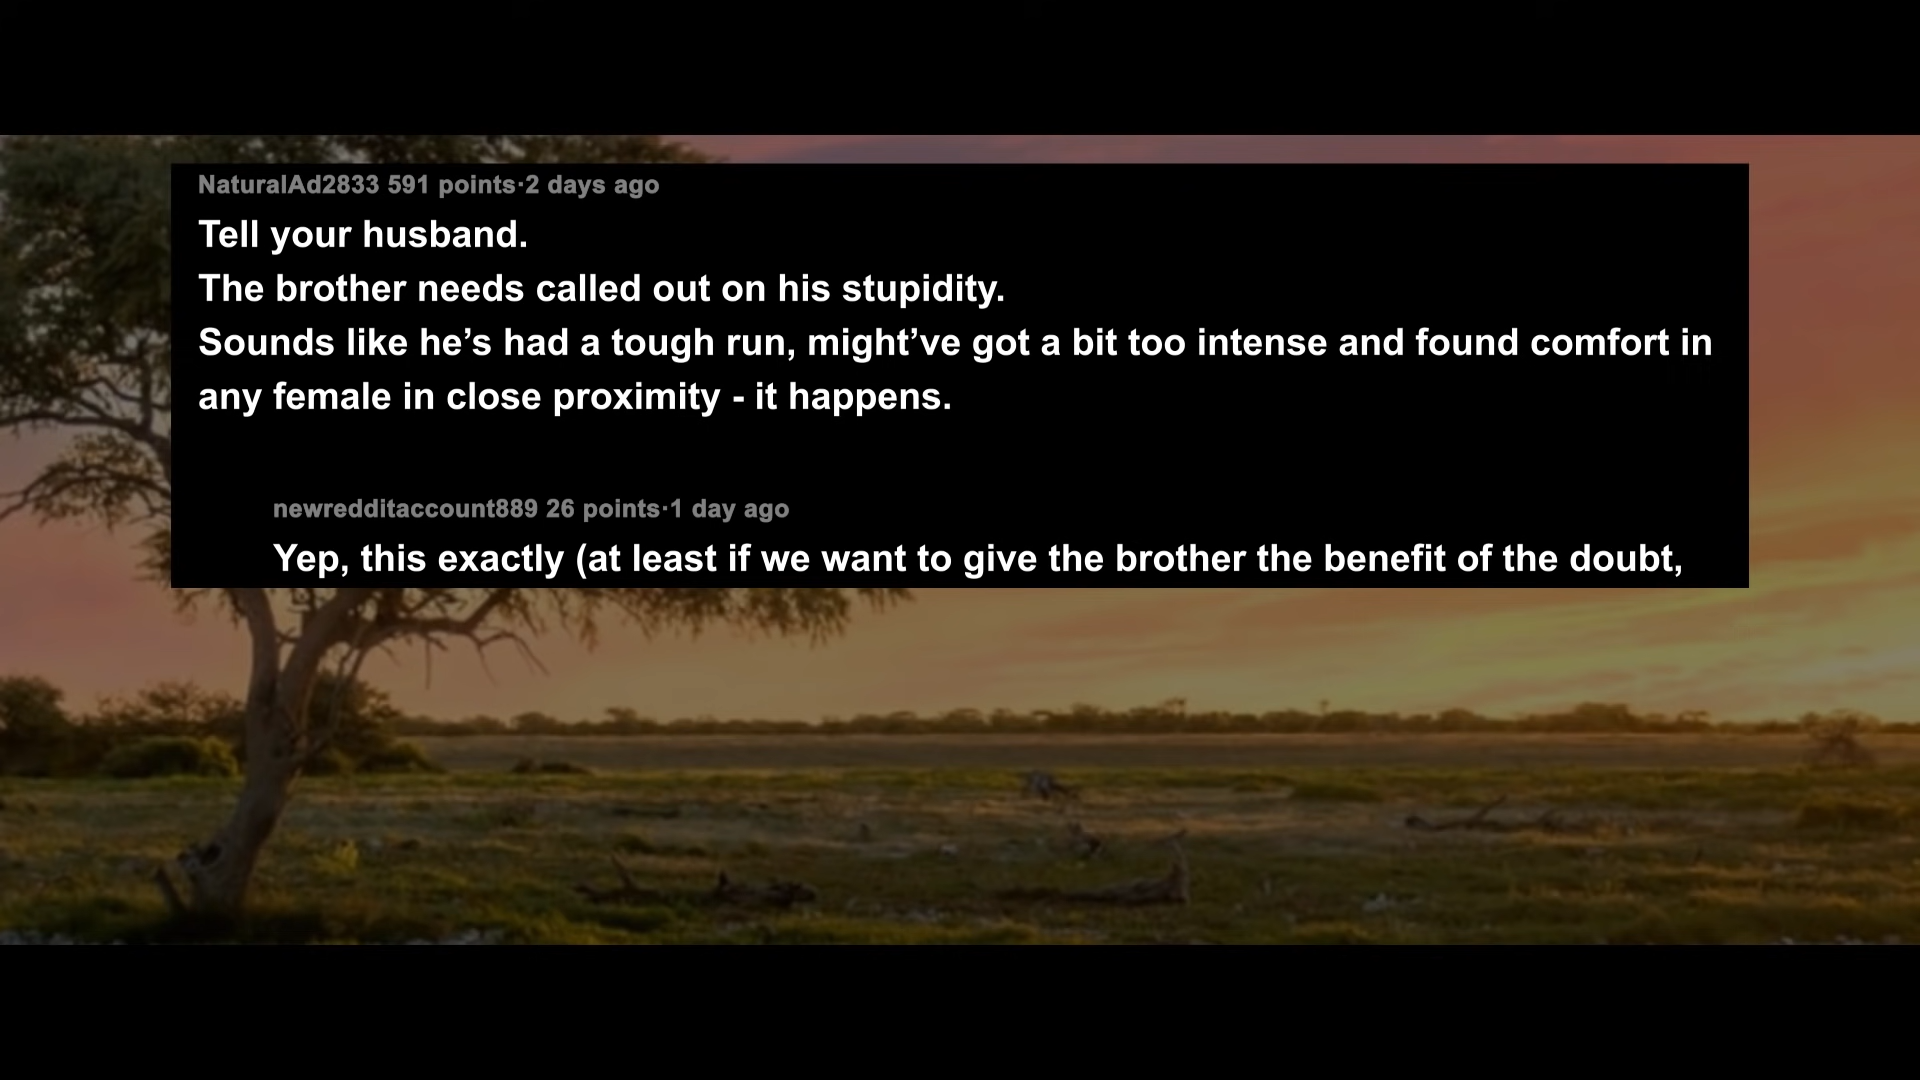 NaturalAd2833 591 points·2 days ago
Tell your husband.
The brother needs called out on his stupidity.
Sounds like he’s had a tough run, might’ve got a bit too intense and found comfort in
any female in close proximity - it happens.
newredditaccount889 26 points·1 day ago
Yep, this exactly (at least if we want to give the brother the benefit of the doubt,